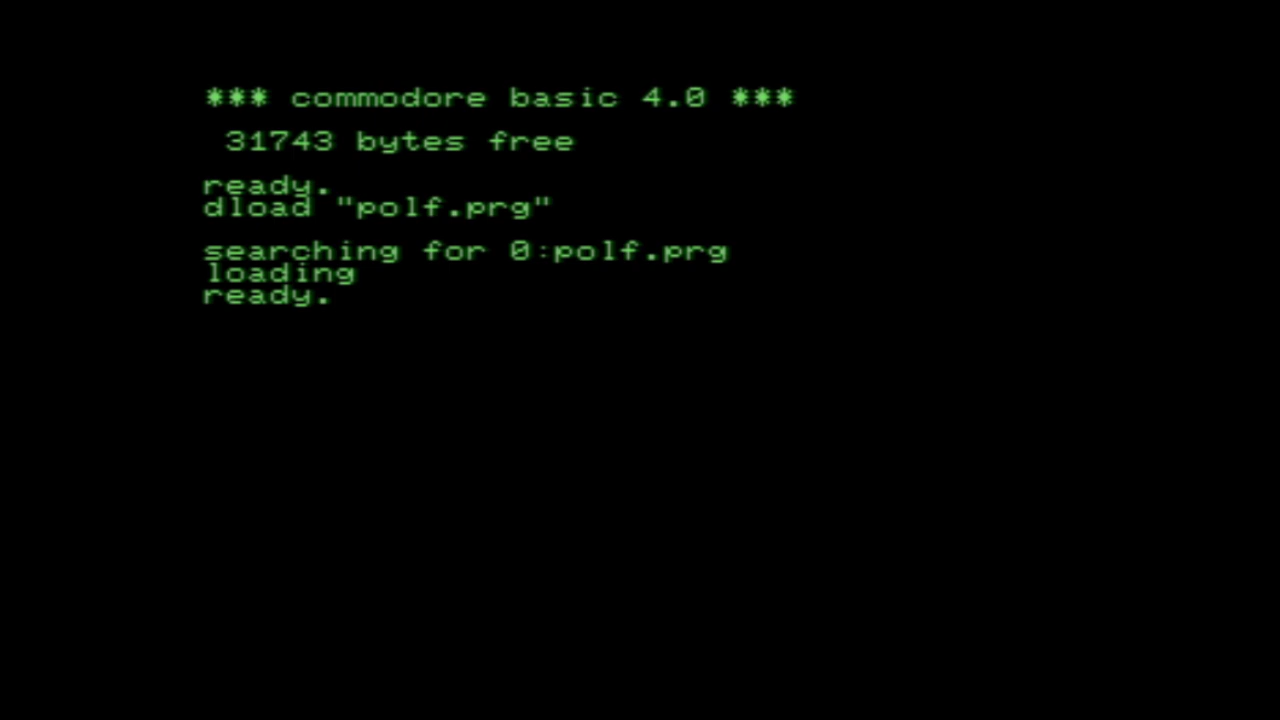 *** commodore basic 4.0 ***
31743 bytes free
ready.
dload "polf.prg"
searching for 0:polf.prg
loading
ready.